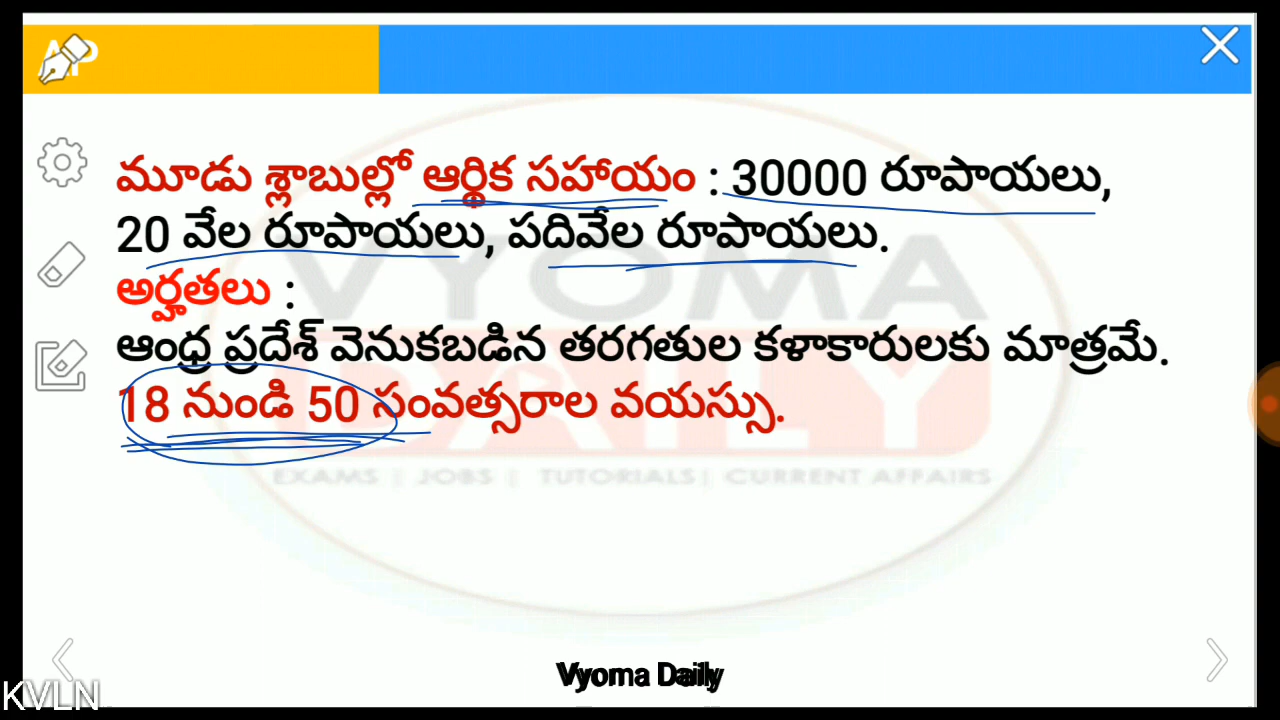 AP
మూడు శ్లాబుల్లో ఆర్థిక సహాయం : 30000 రూపాయలు,
20 వేల రూపాయలు, పదివేల రూపాయలు.
అర్హతలు :
ఆంధ్ర ప్రదేశ్ వెనుకబడిన తరగతుల కళాకారులకు మాత్రమే.
18 నుండి 50 సంవత్సరాల వయస్సు.
VYOMA
DAILY
EXAMS | JOBS | TUTORIALS | CURRENT AFFAIRS
Vyoma Daily
KVLN